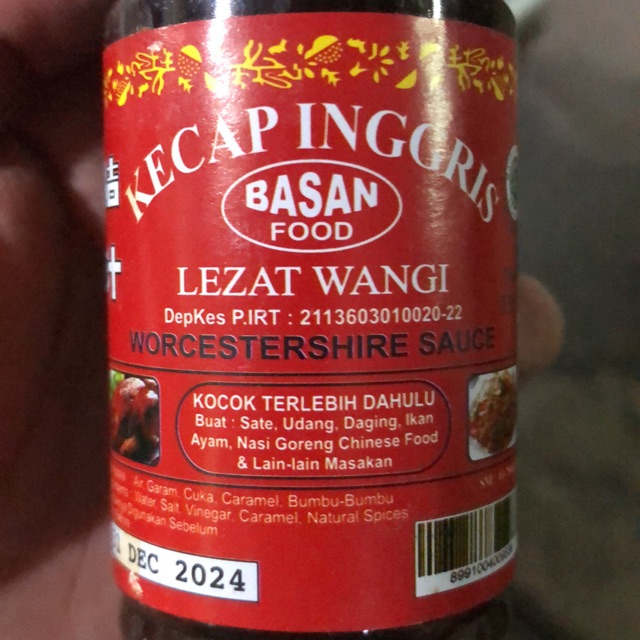 KECAP INGGRIS
BASAN
FOOD
LEZAT WANGI
DepKes P.IRT : 2113603010020-22
WORCESTERSHIRE SAUCE
KOCOK TERLEBIH DAHULU
Buat : Sate, Udang, Daging, Ikan
Ayam, Nasi Goreng Chinese Food
& Lain-lain Masakan
Air, Garam, Cuka, Caramel, Bumbu-Bumbu
Water, Salt, Vinegar, Caramel, Natural Spices
Digunakan Sebelum
DEC 2024